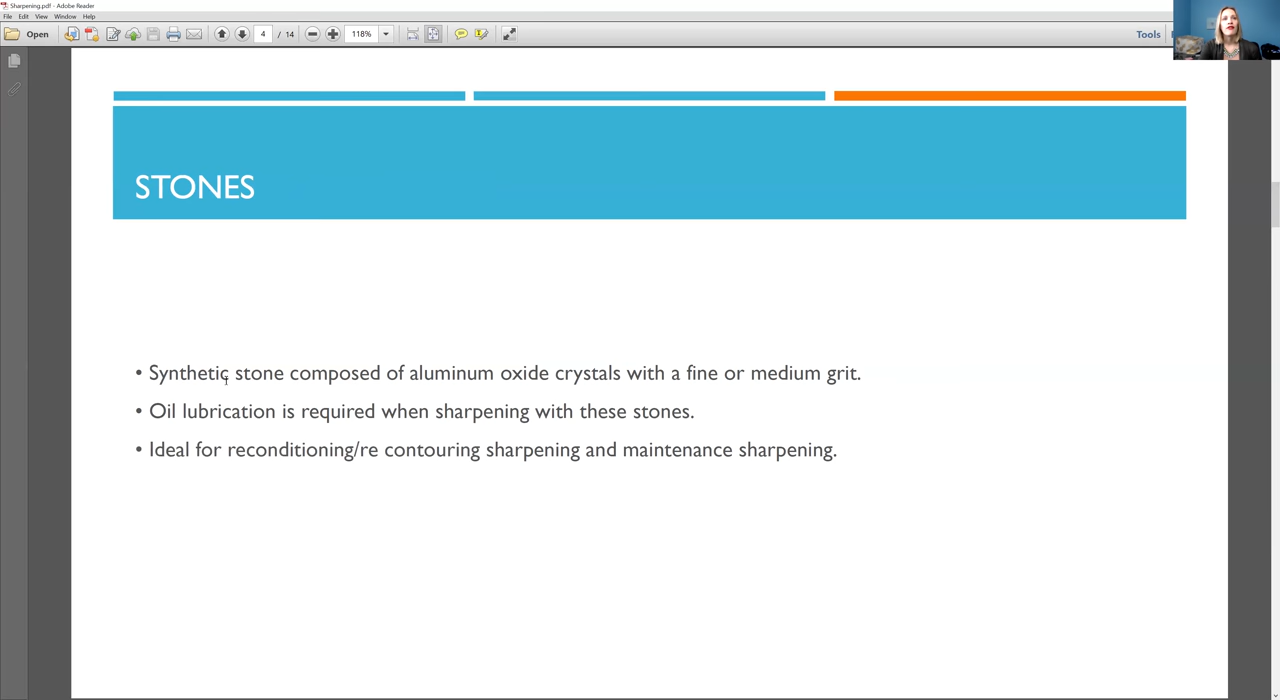 Sharpening.pdf - Adobe Reader
File Edit View Window Help
Open 4 / 14 118% Tools
STONES
• Synthetic stone composed of aluminum oxide crystals with a fine or medium grit.
• Oil lubrication is required when sharpening with these stones.
• Ideal for reconditioning/re contouring sharpening and maintenance sharpening.